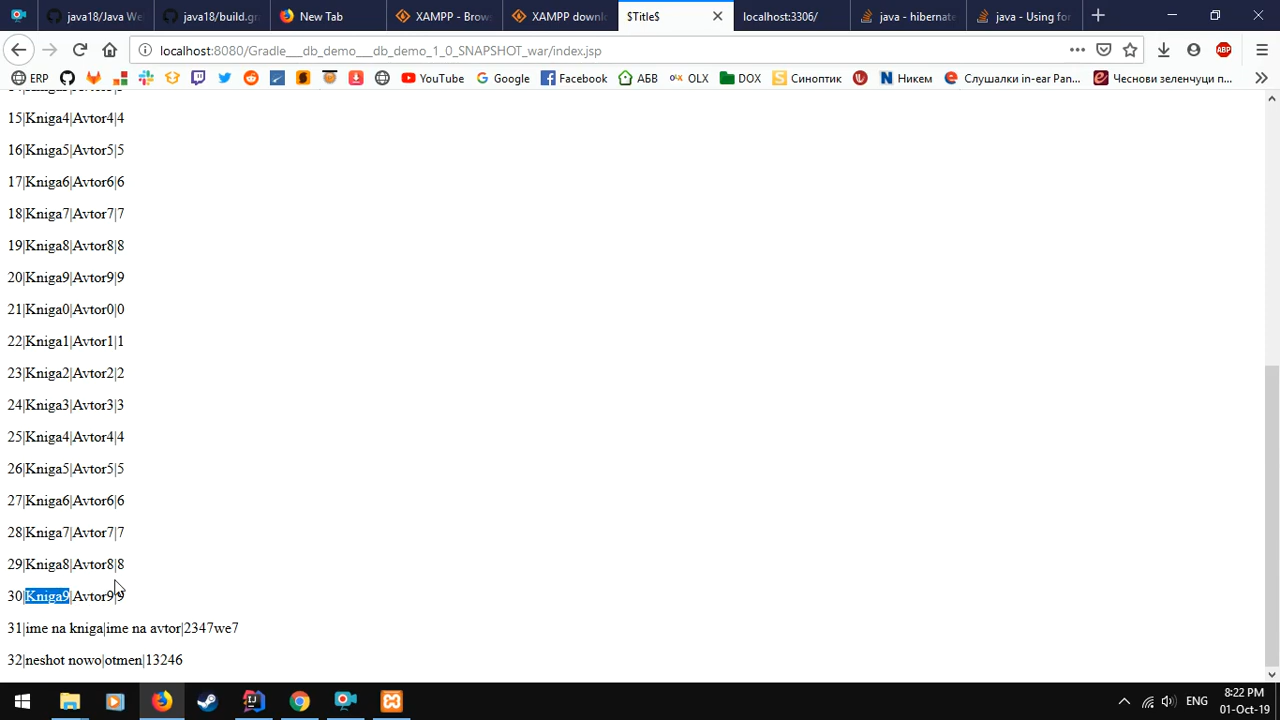 java18/Java We
java18/build.gr
New Tab
XAMPP - Brow
XAMPP downl
$Title$
localhost:3306/
java - hibernate
java - Using for
localhost:8080/Gradle___db_demo___db_demo_1_0_SNAPSHOT_war/index.jsp
ERP
YouTube
Google
Facebook
АБВ
OLX
DOX
Синоптик
Никем
Слушалки in-ear Pan...
Чеснови зеленчуци п...
15|Kniga4|Avtor4|4
16|Kniga5|Avtor5|5
17|Kniga6|Avtor6|6
18|Kniga7|Avtor7|7
19|Kniga8|Avtor8|8
20|Kniga9|Avtor9|9
21|Kniga0|Avtor0|0
22|Kniga1|Avtor1|1
23|Kniga2|Avtor2|2
24|Kniga3|Avtor3|3
25|Kniga4|Avtor4|4
26|Kniga5|Avtor5|5
27|Kniga6|Avtor6|6
28|Kniga7|Avtor7|7
29|Kniga8|Avtor8|8
30|Kniga9|Avtor9|9
31|ime na kniga|ime na avtor|2347we7
32|neshot nowo|otmen|13246
ENG
8:22 PM
01-Oct-19